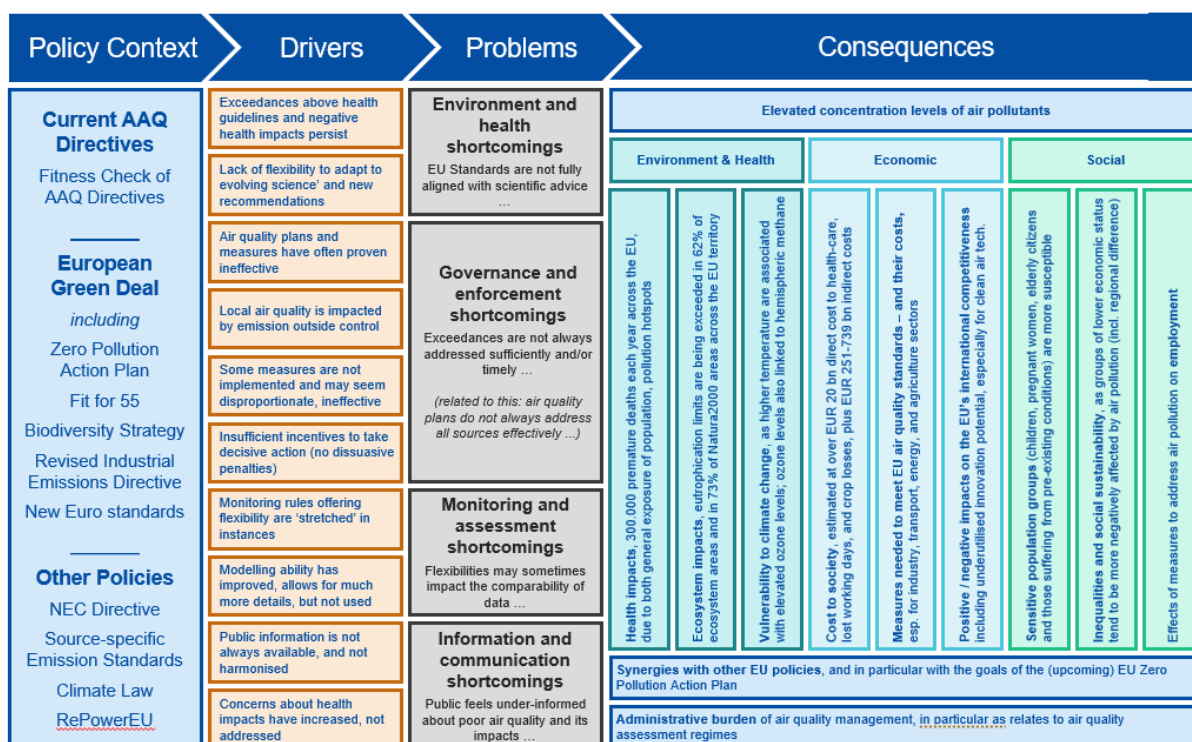 Policy Context
Drivers
Problems
Consequences
Current AAQ
Directives
Fitness Check of
AAQ Directives
European
Green Deal
including
Zero Pollution
Action Plan
Fit for 55
Biodiversity Strategy
Revised Industrial
Emissions Directive
New Euro standards
Other Policies
NEC Directive
Source-specific
Emission Standards
Climate Law
RePowerEU
Exceedances above health
guidelines and negative
health impacts persist
Lack of flexibility to adapt to
evolving science' and new
recommendations
Air quality plans and
measures have often proven
ineffective
Local air quality is impacted
by emission outside control
Some measures are not
implemented and may seem
disproportionate, ineffective
Insufficient incentives to take
decisive action (no dissuasive
penalties)
Monitoring rules offering
flexibility are ‘stretched’ in
instances
Modelling ability has
improved, allows for much
more details, but not used
Public information is not
always available, and not
harmonised
Concerns about health
impacts have increased, not
addressed
Environment and
health
shortcomings
EU Standards are not fully
aligned with scientific advice
...
Governance and
enforcement
shortcomings
Exceedances are not always
addressed sufficiently and/or
timely ...
(related to this: air quality
plans do not always address
all sources effectively ...)
Monitoring and
assessment
shortcomings
Flexibilities may sometimes
impact the comparability of
data ...
Information and
communication
shortcomings
Public feels under-informed
about poor air quality and its
impacts ...
Elevated concentration levels of air pollutants
Environment & Health
Economic
Social
Health impacts, 300.000 premature deaths each year across the EU,
due to both general exposure of population, pollution hotspots
Ecosystem impacts, eutrophication limits are being exceeded in 62% of
ecosystem areas and in 73% of Natura2000 areas across the EU territory
Vulnerability to climate change, as higher temperature are associated
with elevated ozone levels; ozone levels also linked to hemispheric methane
Cost to society, estimated at over EUR 20 bn direct cost to health-care,
lost working days, and crop losses, plus EUR 251-739 bn indirect costs
Measures needed to meet EU air quality standards – and their costs,
esp. for industry, transport, energy, and agriculture sectors
Positive / negative impacts on the EU's international competitiveness
including underutilised innovation potential, especially for clean air tech.
Sensitive population groups (children, pregnant women, elderly citizens
and those suffering from pre-existing conditions) are more susceptible
Inequalities and social sustainability, as groups of lower economic status
tend to be more negatively affected by air pollution (incl. regional difference)
Effects of measures to address air pollution on employment
Synergies with other EU policies, and in particular with the goals of the (upcoming) EU Zero
Pollution Action Plan
Administrative burden of air quality management, in particular as relates to air quality
assessment regimes